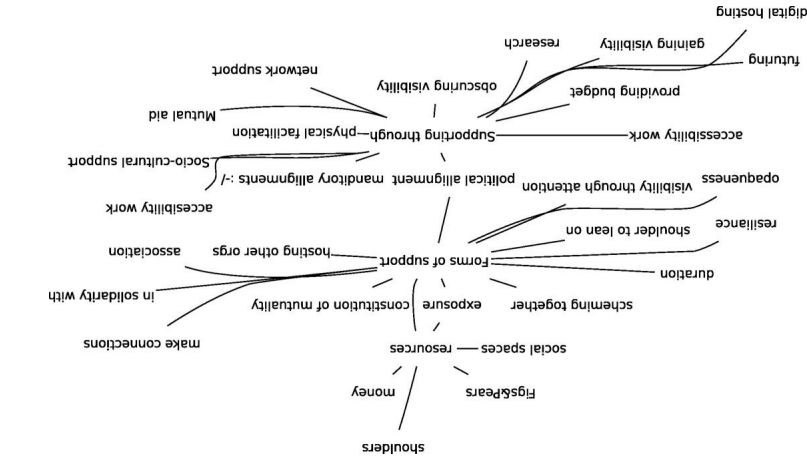 shoulders
Figs&Pears
money
social spaces
resources
make connections
scheming together
exposure
constitution of mutuality
in solidarity with
duration
Forms of support
hosting other orgs
association
resiliance
shoulder to lean on
accesibility work
opaqueness
visibility through attention
political allignment
manditory allignments :-/
Socio-cultural-support
accessibility work
Supporting through
physical facilitation
Mutual aid
providing budget
obscuring visibility
network support
futuring
gaining visibility
research
digital hosting